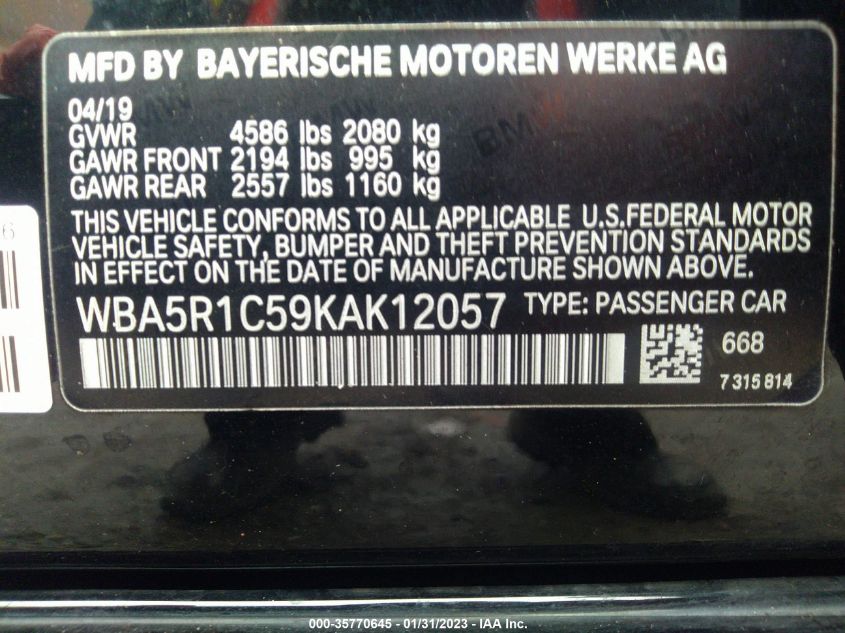 MFD BY BAYERISCHE MOTOREN WERKE AG
04/19
GVWR 4586 lbs 2080 kg
GAWR FRONT 2194 lbs 995 kg
GAWR REAR 2557 lbs 1160 kg
THIS VEHICLE CONFORMS TO ALL APPLICABLE U.S.FEDERAL MOTOR
VEHICLE SAFETY, BUMPER AND THEFT PREVENTION STANDARDS
IN EFFECT ON THE DATE OF MANUFACTURE SHOWN ABOVE.
WBA5R1C59KAK12057 TYPE: PASSENGER CAR
668
7 315 814
6
BMW
000-35770645 - 01/31/2023 - IAA Inc.